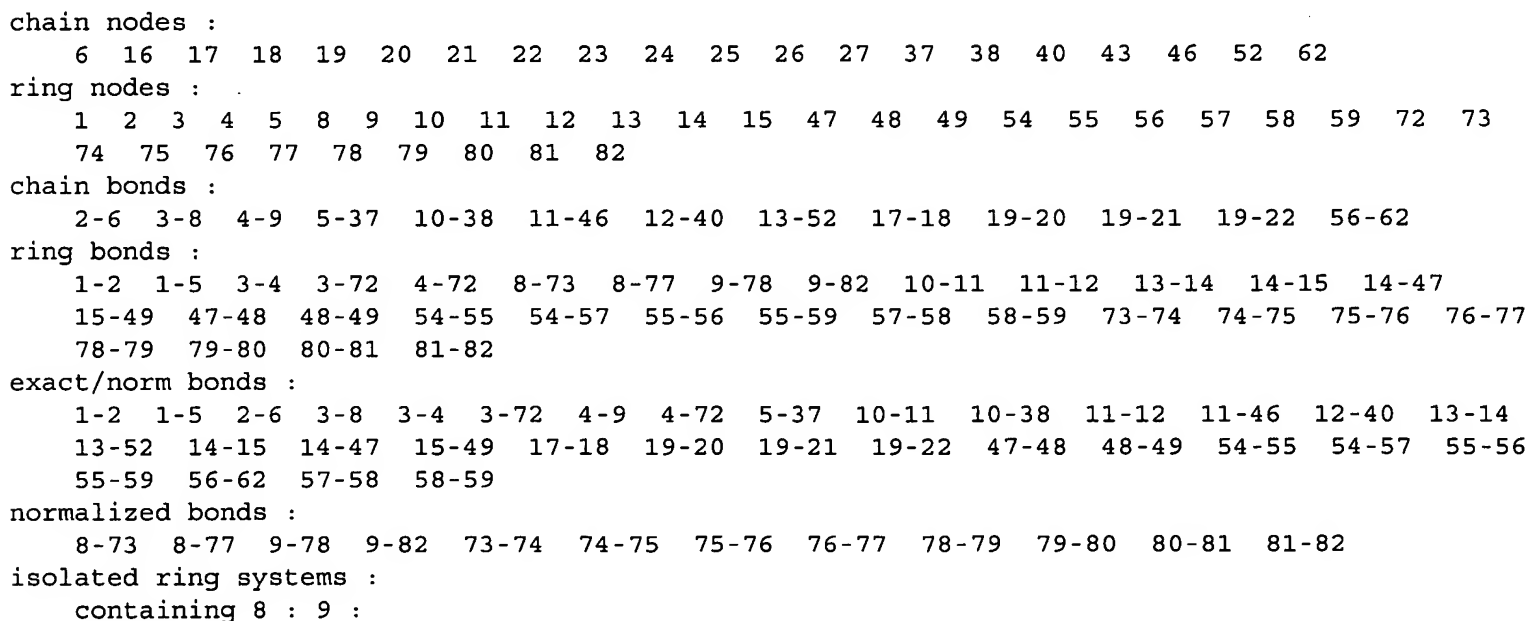 chain nodes :
6 16 17 18 19 20 21 22 23 24 25 26 27 37 38 40 43 46 52 62
ring nodes :
1 2 3 4 5 8 9 10 11 12 13 14 15 47 48 49 54 55 56 57 58 59 72 73
74 75 76 77 78 79 80 81 82
chain bonds :
2-6 3-8 4-9 5-37 10-38 11-46 12-40 13-52 17-18 19-20 19-21 19-22 56-62
ring bonds :
1-2 1-5 3-4 3-72 4-72 8-73 8-77 9-78 9-82 10-11 11-12 13-14 14-15 14-47
15-49 47-48 48-49 54-55 54-57 55-56 55-59 57-58 58-59 73-74 74-75 75-76 76-77
78-79 79-80 80-81 81-82
exact/norm bonds :
1-2 1-5 2-6 3-8 3-4 3-72 4-9 4-72 5-37 10-11 10-38 11-12 11-46 12-40 13-14
13-52 14-15 14-47 15-49 17-18 19-20 19-21 19-22 47-48 48-49 54-55 54-57 55-56
55-59 56-62 57-58 58-59
normalized bonds :
8-73 8-77 9-78 9-82 73-74 74-75 75-76 76-77 78-79 79-80 80-81 81-82
isolated ring systems :
containing 8 : 9 :